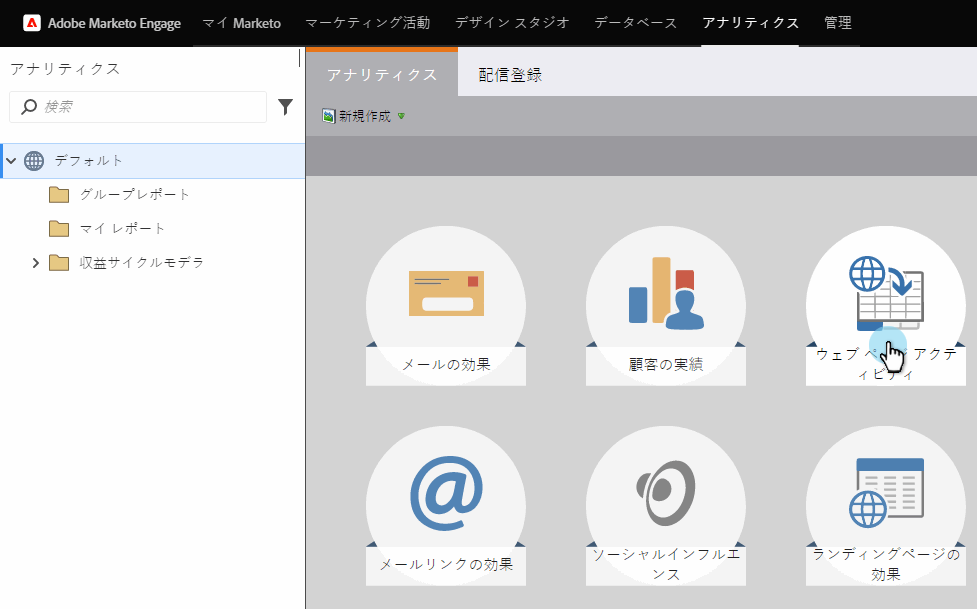 Adobe Marketo Engage マイ Marketo マーケティング活動 デザイン スタジオ データベース アナリティクス 管理
アナリティクス
検索
デフォルト
グループレポート
マイ レポート
収益サイクルモデラ
アナリティクス 配信登録
新規作成
メールの効果
顧客の実績
ウェブ アクテ
ィビティ
メールリンクの効果
ソーシャルインフルエ
ンス
ランディングページの
効果